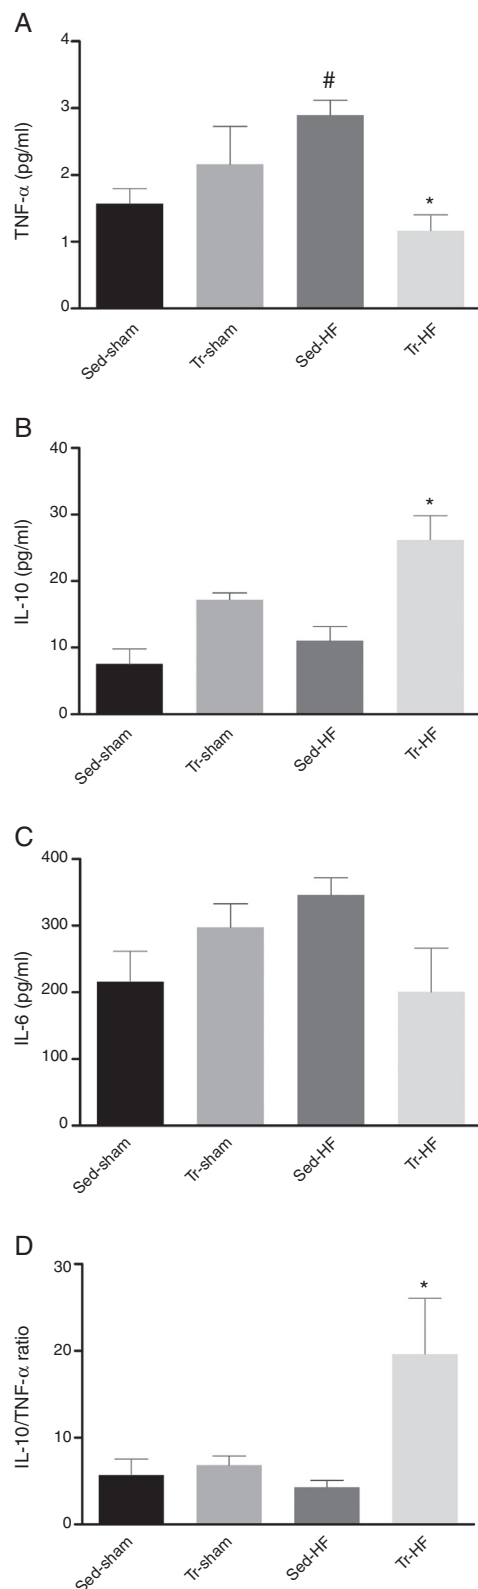 A
4
3
2
1
0
TNF-α (pg/ml)
#
*
Sed-sham
Tr-sham
Sed-HF
Tr-HF
B
40
30
20
10
0
IL-10 (pg/ml)
*
Sed-sham
Tr-sham
Sed-HF
Tr-HF
C
400
300
200
100
0
IL-6 (pg/ml)
Sed-sham
Tr-sham
Sed-HF
Tr-HF
D
30
20
10
0
IL-10/TNF-α ratio
*
Sed-sham
Tr-sham
Sed-HF
Tr-HF